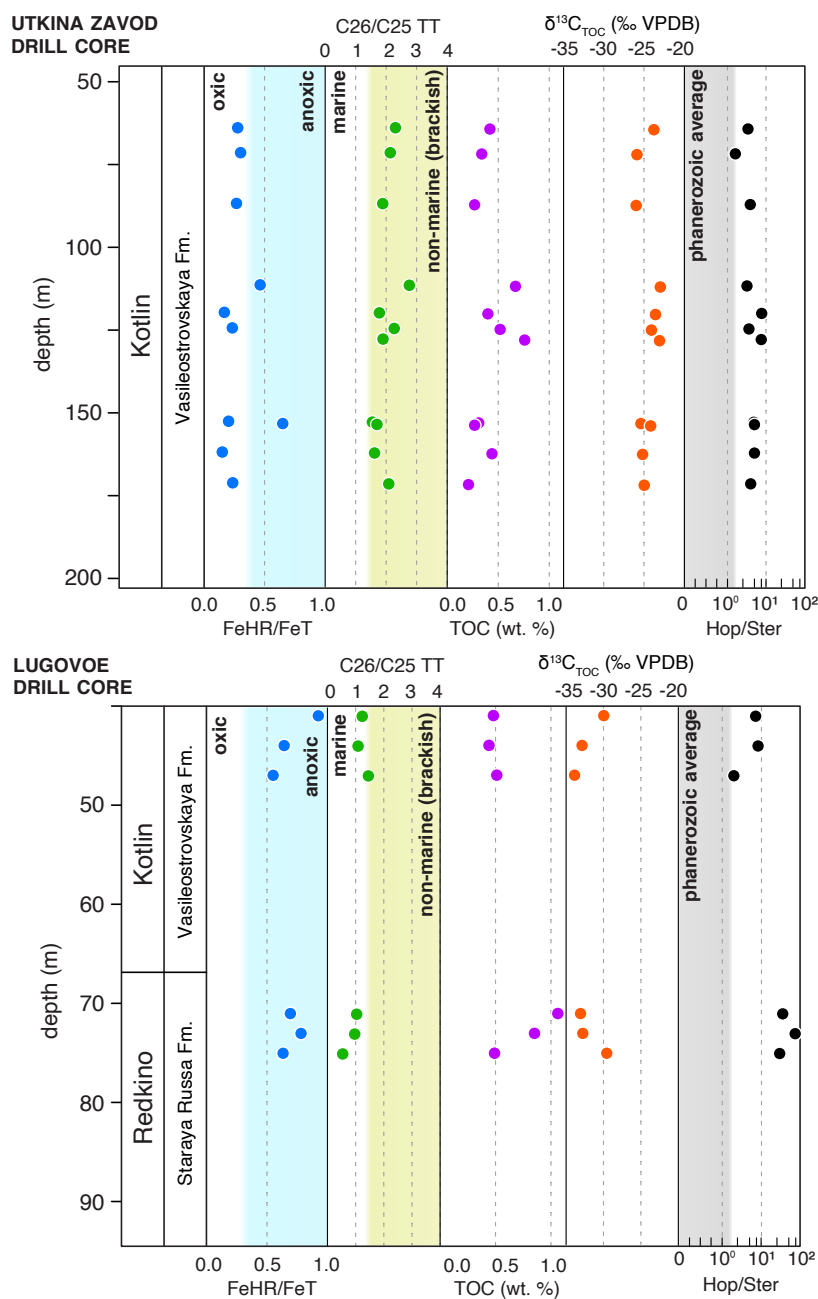 UTKINA ZAVOD
DRILL CORE
C26/C25 TT
0 1 2 3 4
δ¹³C_TOC (‰ VPDB)
-35 -30 -25 -20
depth (m)
50
100
150
200
Kotlin
Vasileostrovskaya Fm.
oxic
anoxic
marine
non-marine (brackish)
phanerozoic average
0.0 0.5 1.0
FeHR/FeT
0.0 0.5 1.0
TOC (wt. %)
0 10⁰ 10¹ 10²
Hop/Ster
LUGOVOE
DRILL CORE
C26/C25 TT
0 1 2 3 4
δ¹³C_TOC (‰ VPDB)
-35 -30 -25 -20
depth (m)
50
60
70
80
90
Kotlin
Vasileostrovskaya Fm.
Redkino
Staraya Russa Fm.
oxic
anoxic
marine
non-marine (brackish)
phanerozoic average
0.0 0.5 1.0
FeHR/FeT
0.0 0.5 1.0
TOC (wt. %)
0 10⁰ 10¹ 10²
Hop/Ster